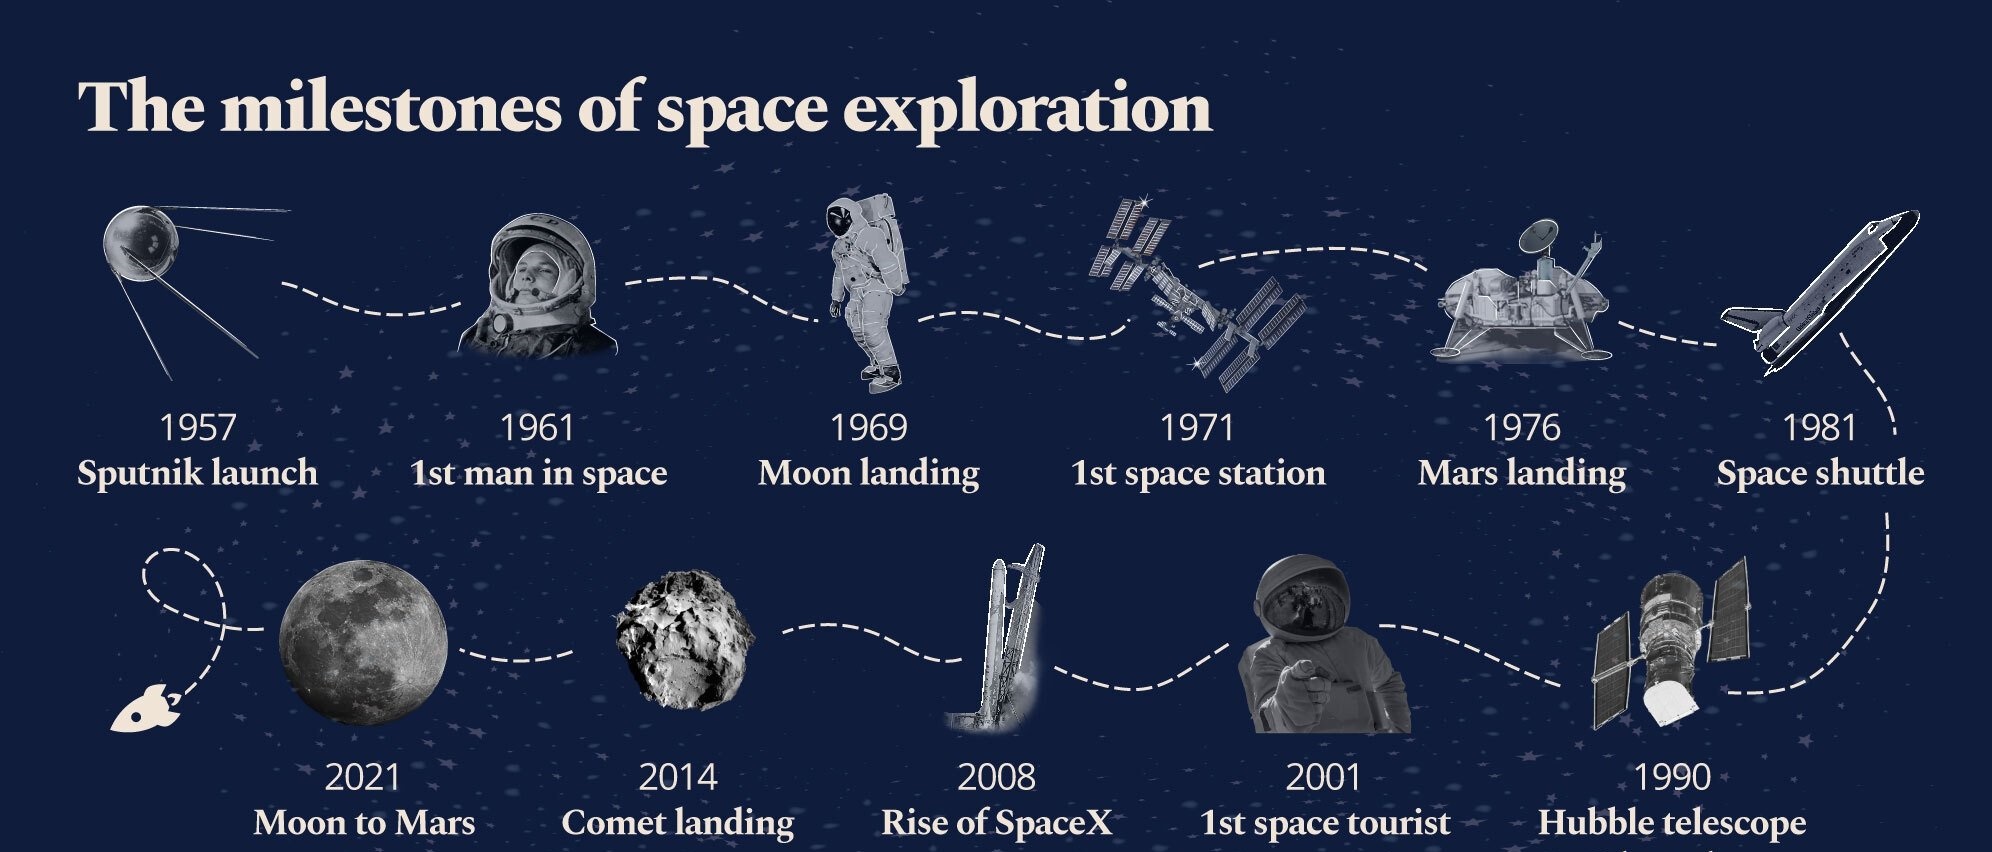 The milestones of space exploration
1957
Sputnik launch
1961
1st man in space
1969
Moon landing
1971
1st space station
1976
Mars landing
1981
Space shuttle
2021
Moon to Mars
2014
Comet landing
2008
Rise of SpaceX
2001
1st space tourist
1990
Hubble telescope